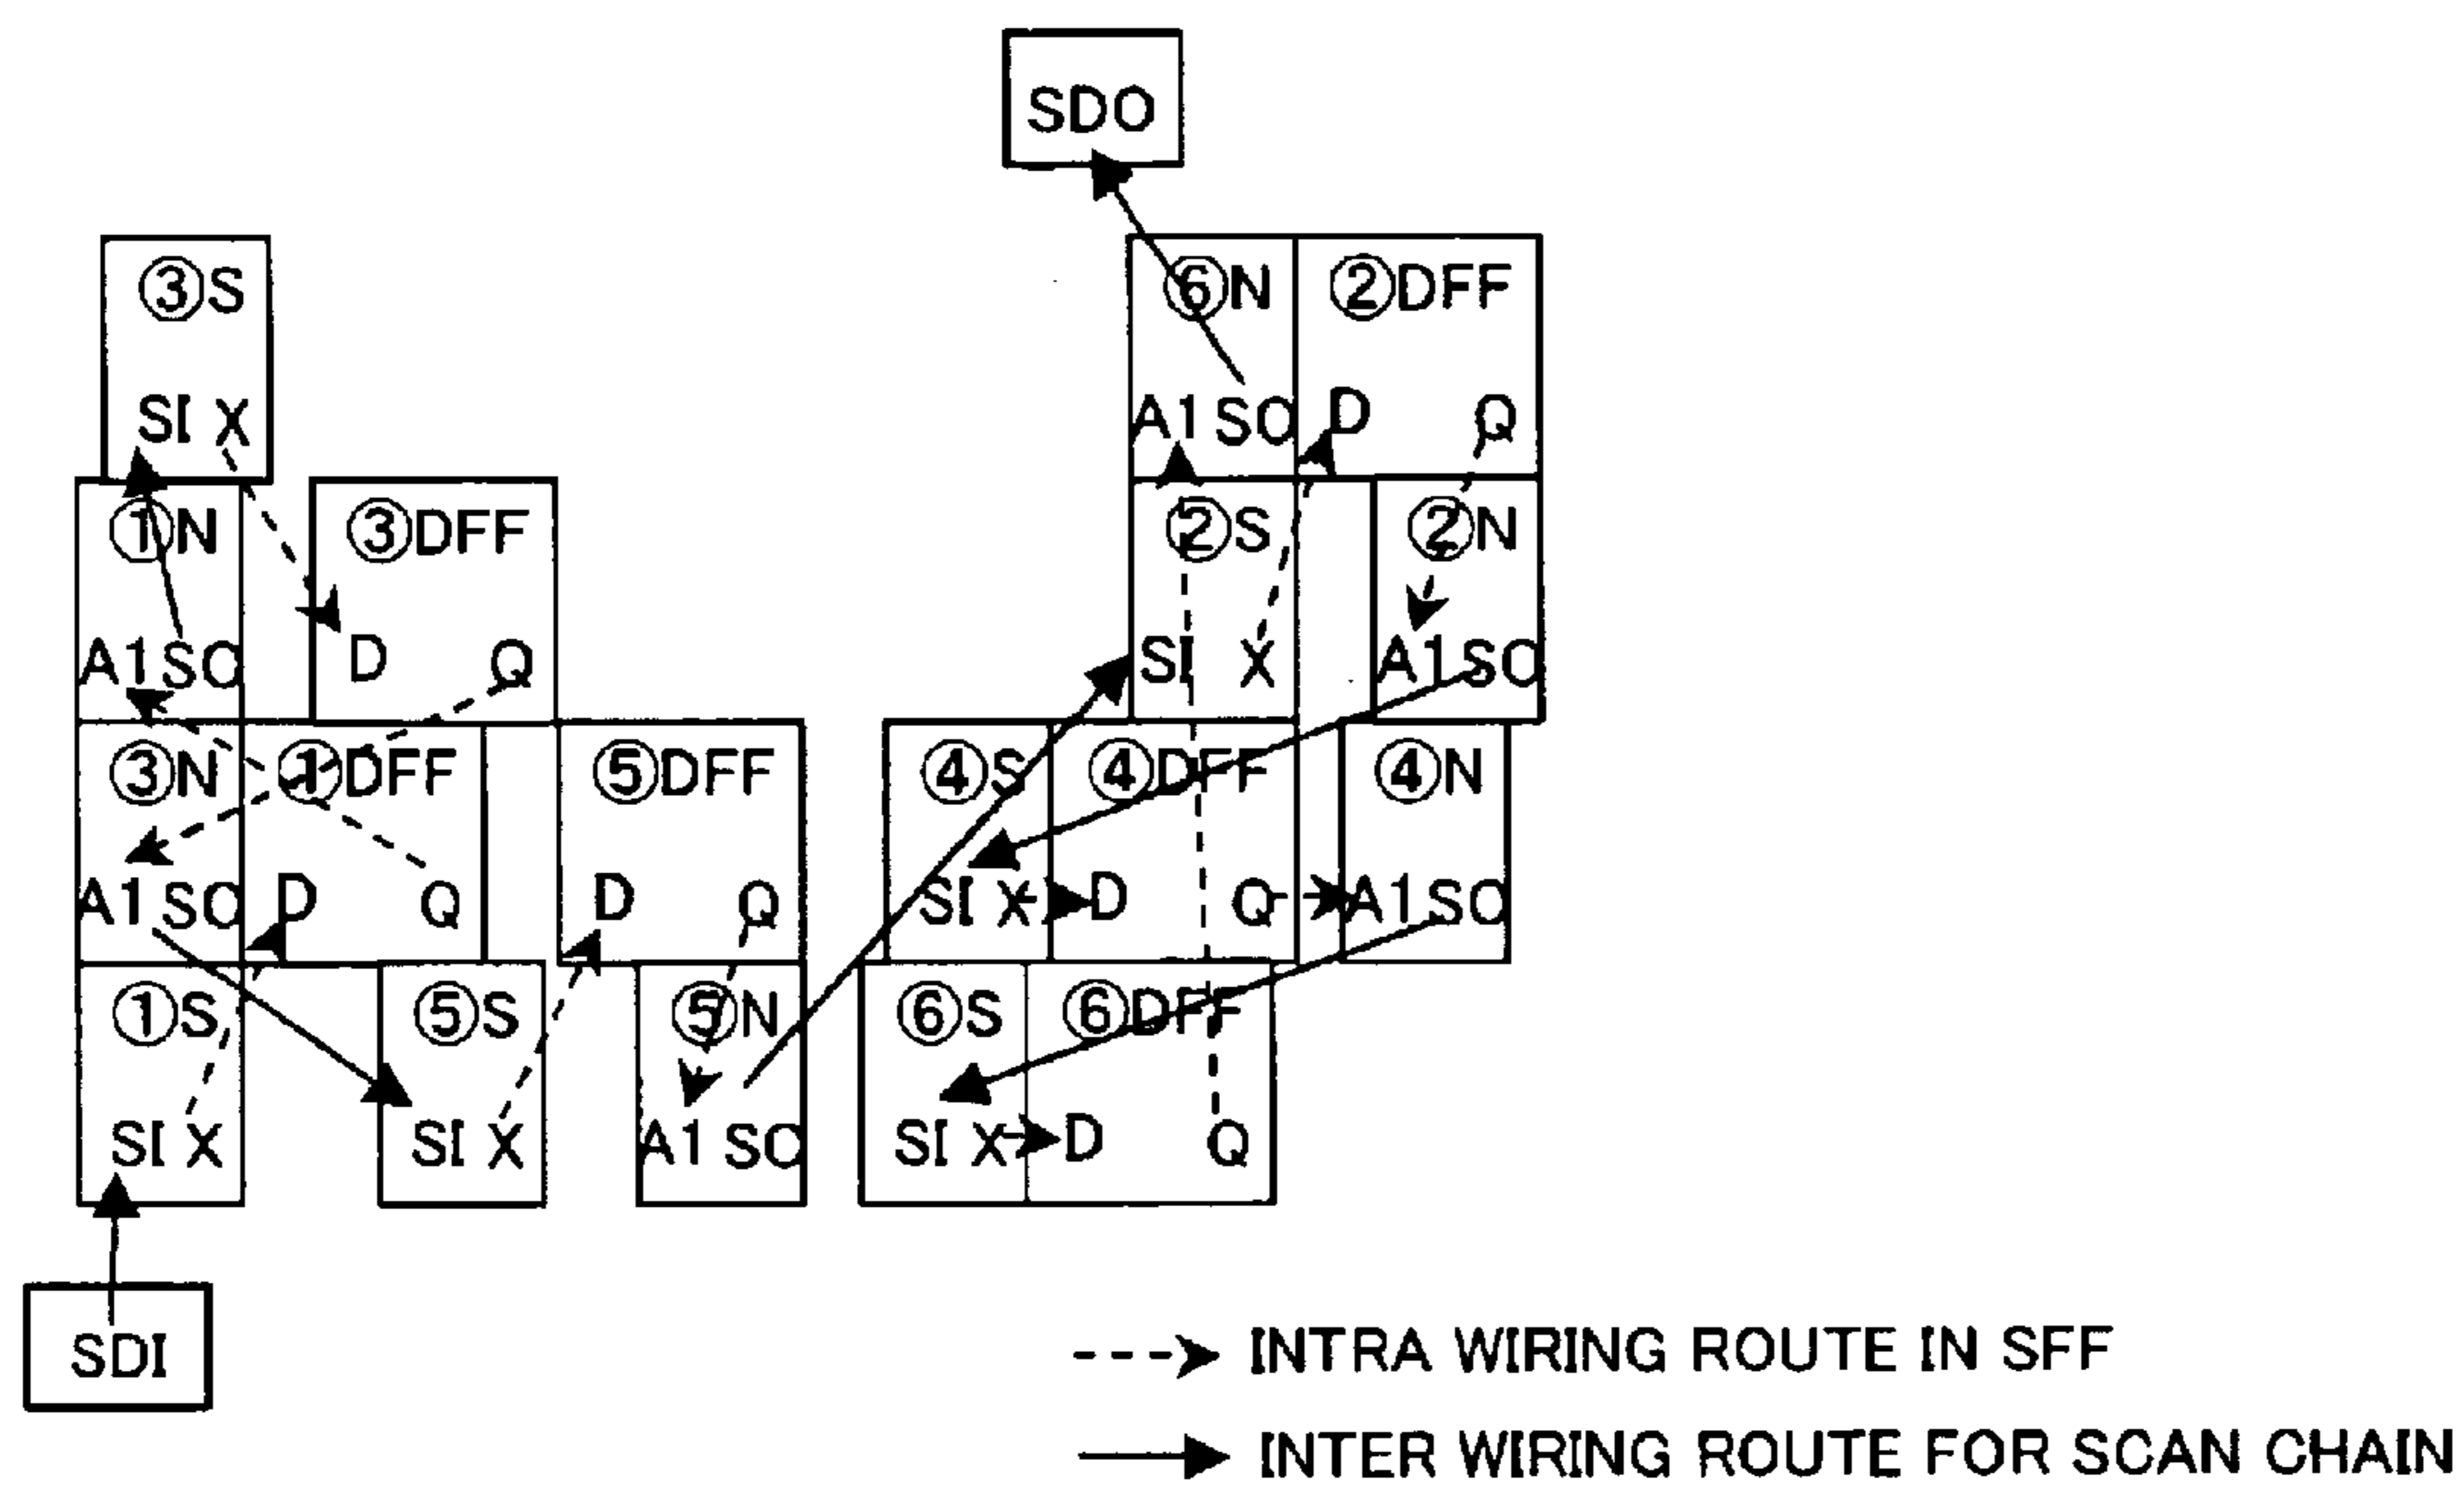 SDO
③S
⑥N ②DFF
SI X
A1 SO D Q
①N ③DFF
②S ②N
A1 SO D Q
SI X A1 SO
③N ①DFF ⑤DFF
④S ④DFF ④N
A1 SO D Q D Q
SI X D Q A1 SO
①S ⑤S ⑤N
⑥S ⑥DFF
SI X SI X A1 SO
SI X D Q
SDI
INTRA WIRING ROUTE IN SFF
INTER WIRING ROUTE FOR SCAN CHAIN